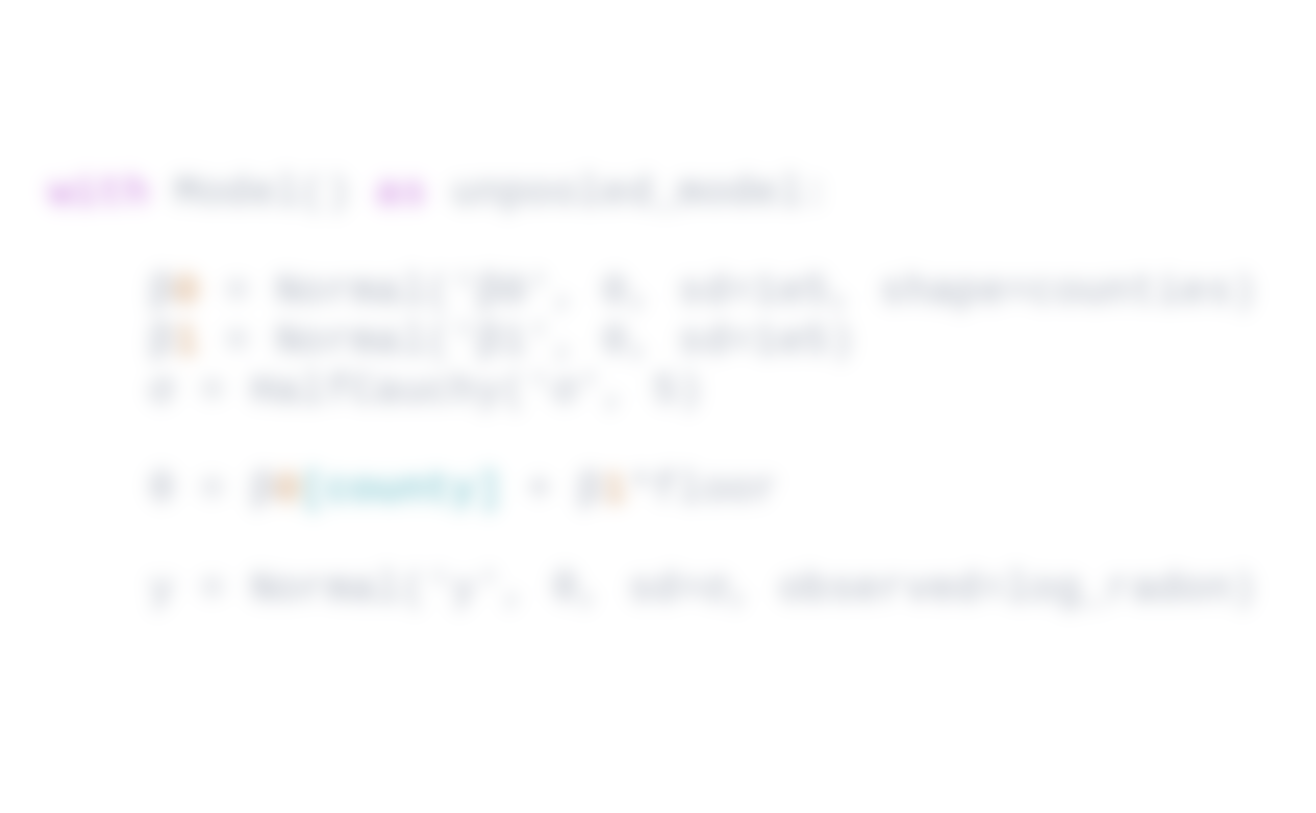 with Model() as unpooled_model:
β0 = Normal('β0', 0, sd=1e5, shape=counties)
β1 = Normal('β1', 0, sd=1e5)
σ = HalfCauchy('σ', 5)
θ = β0[county] + β1*floor
y = Normal('y', θ, sd=σ, observed=log_radon)